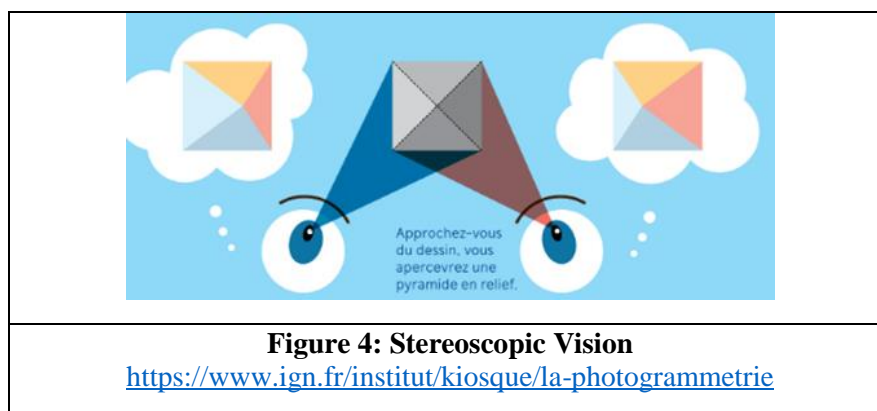 Approchez-vous
du dessin, vous
apercevrez une
pyramide en relief.
Figure 4: Stereoscopic Vision
https://www.ign.fr/institut/kiosque/la-photogrammetrie